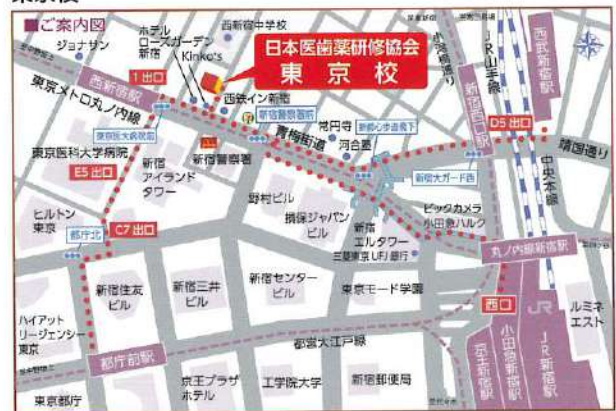 ■ご案内図
ジョナサン
ホテル
ローズガーデン
新宿
Kinko's
西新宿中学校
日本医歯薬研修協会
東京校
小滝橋通り
JR山手線
西武新宿駅
西新宿駅
1出口
東京メトロ丸ノ内線
東京医大病院前
西鉄イン新宿
新宿警察署前
青梅街道
常円寺
河合塾
新都心歩道橋下
新宿西口駅
D5出口
靖国通り
東京医科大学病院
新宿警察署
新宿大ガード西
中央本線
E5出口
新宿
アイランド
タワー
野村ビル
損保ジャパン
ビル
ビックカメラ
小田急ハルク
ヒルトン
東京
都庁北
C7出口
新宿
エルタワー
三菱東京UFJ銀行
丸ノ内線新宿駅
新宿住友
ビル
新宿三井
ビル
新宿センター
ビル
東京モード学園
西口
JR
ルミネ
エスト
ハイアット
リージェンシー
東京
都庁前駅
都営大江戸線
京王新宿駅
小田急新宿駅
JR新宿駅
東京都庁
京王プラザ
ホテル
工学院大学
新宿郵便局